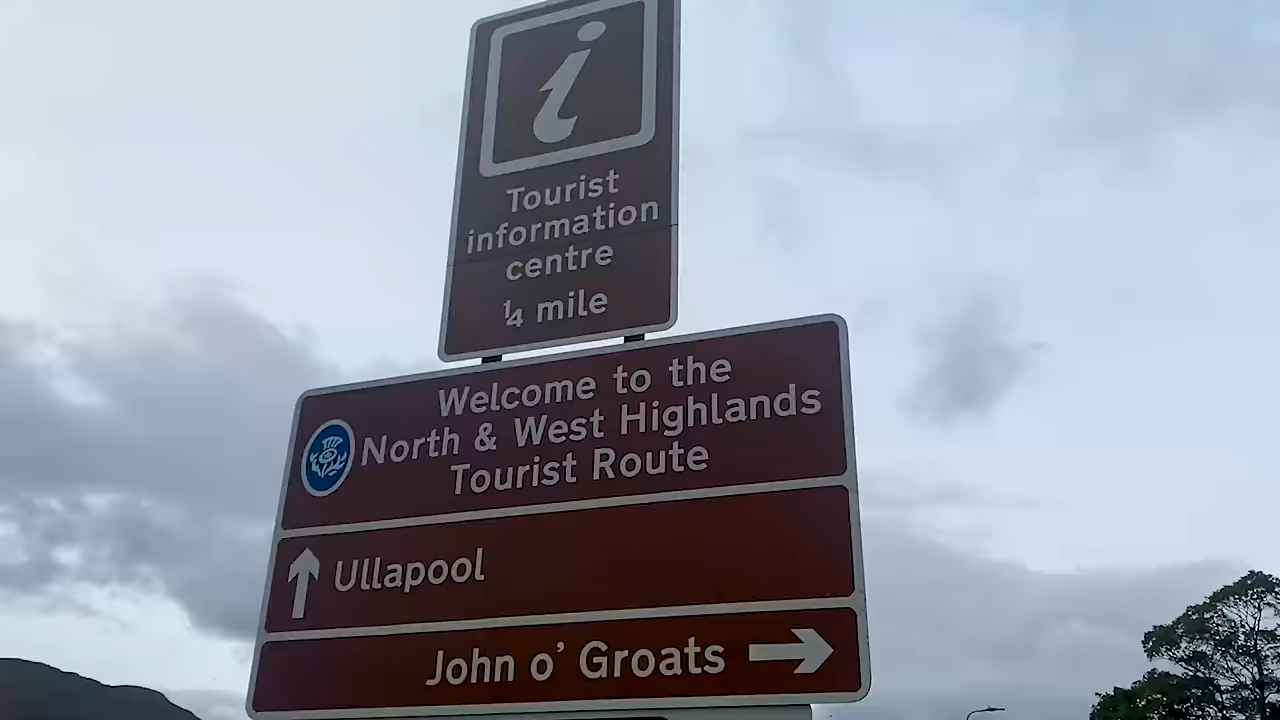 i
Tourist
information
centre
¼ mile
Welcome to the
North & West Highlands
Tourist Route
Ullapool
John o' Groats